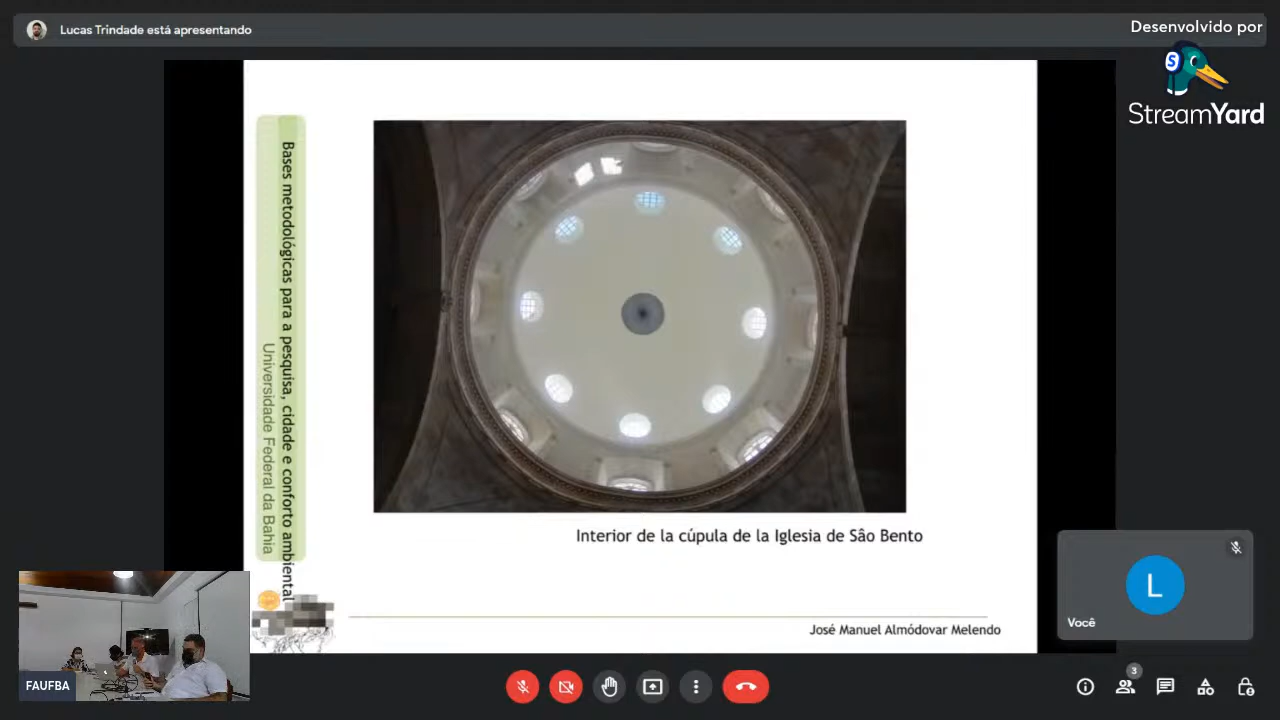 Lucas Trindade está apresentando
Desenvolvido por
StreamYard
Bases metodológicas para a pesquisa, cidade e conforto ambiental
Universidade Federal da Bahia
Interior de la cúpula de la Iglesia de Sâo Bento
José Manuel Almódovar Melendo
L
Você
FAUFBA
3